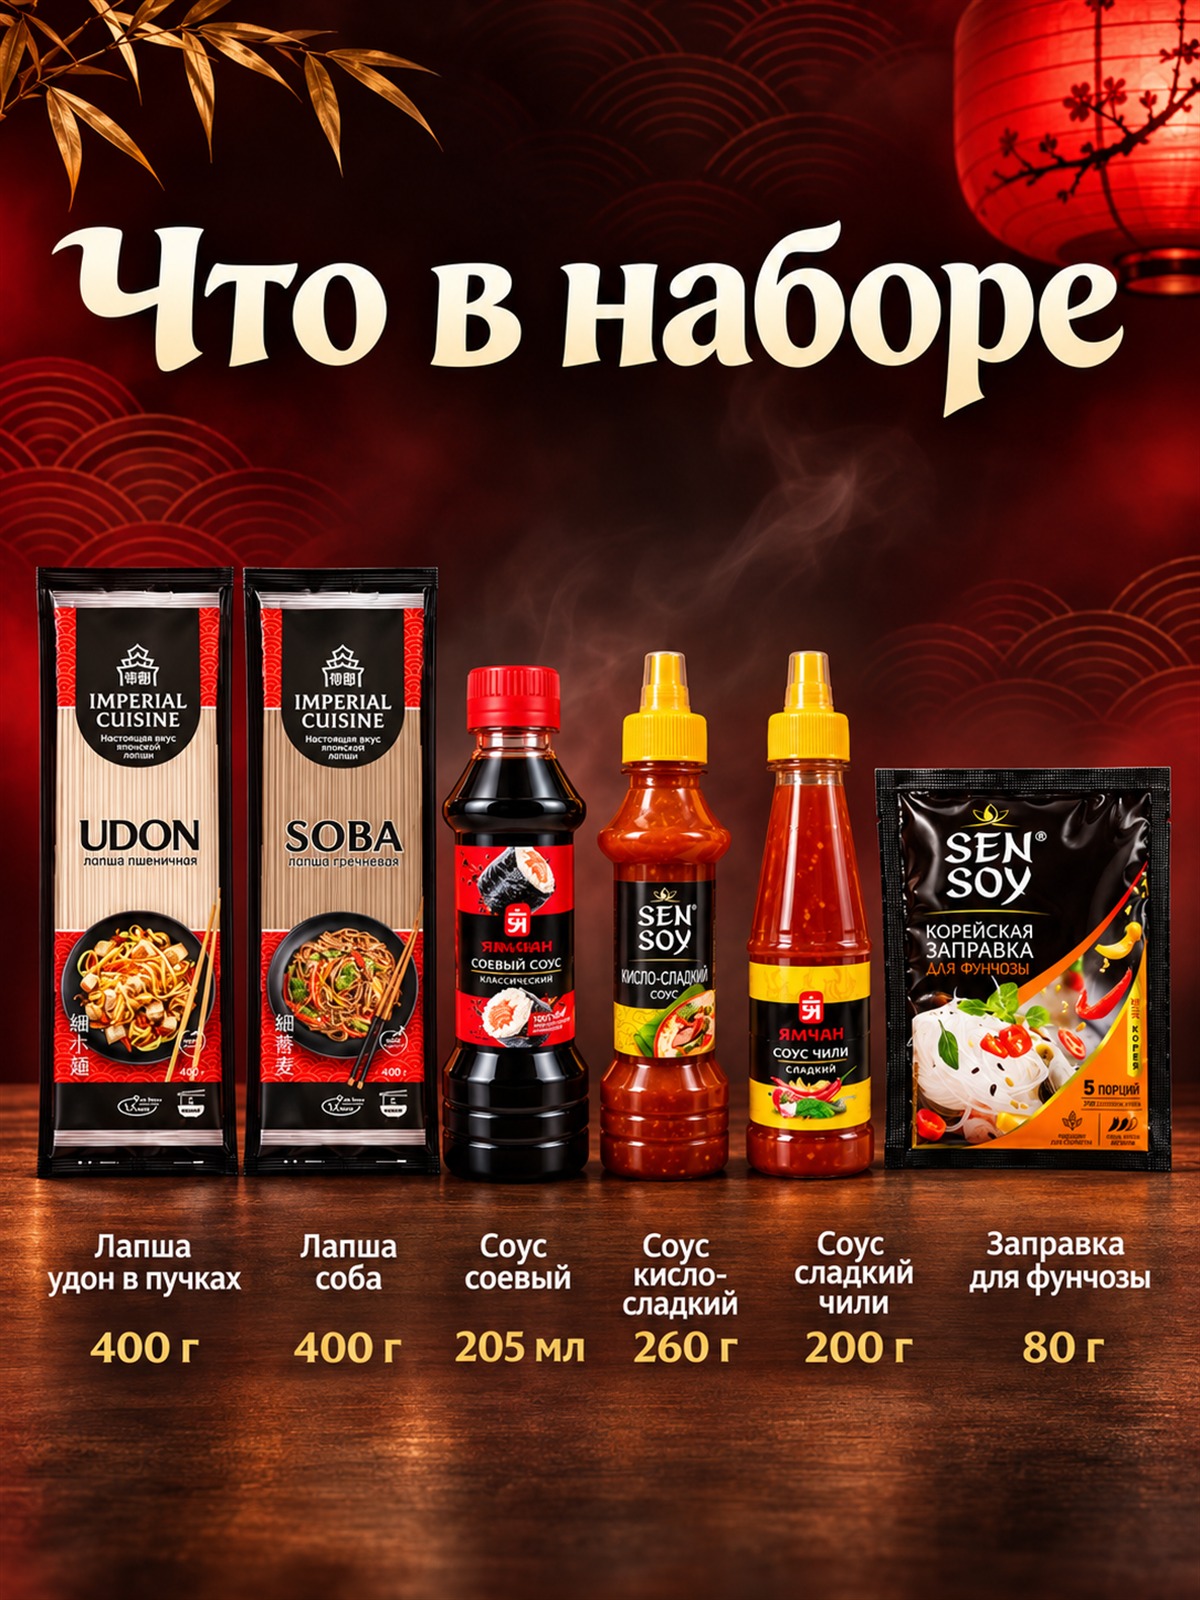 Что в наборе
IMPERIAL
CUISINE
Настоящая вкус
японской
лапши
UDON
лапша пшеничная
400 г
IMPERIAL
CUISINE
Настоящая вкус
японской
лапши
SOBA
лапша гречневая
400 г
ЯМЧАН
СОЕВЫЙ СОУС
КЛАССИЧЕСКИЙ
SEN
SOY
КИСЛО-СЛАДКИЙ
СОУС
ЯМЧАН
СОУС ЧИЛИ
СЛАДКИЙ
SEN®
SOY
КОРЕЙСКАЯ
ЗАПРАВКА
ДЛЯ ФУНЧОЗЫ
КОРЕЯ
5 ПОРЦИЙ
Лапша
удон в пучках
400 г
Лапша
соба
400 г
Соус
соевый
205 мл
Соус
кисло-
сладкий
260 г
Соус
сладкий
чили
200 г
Заправка
для фунчозы
80 г